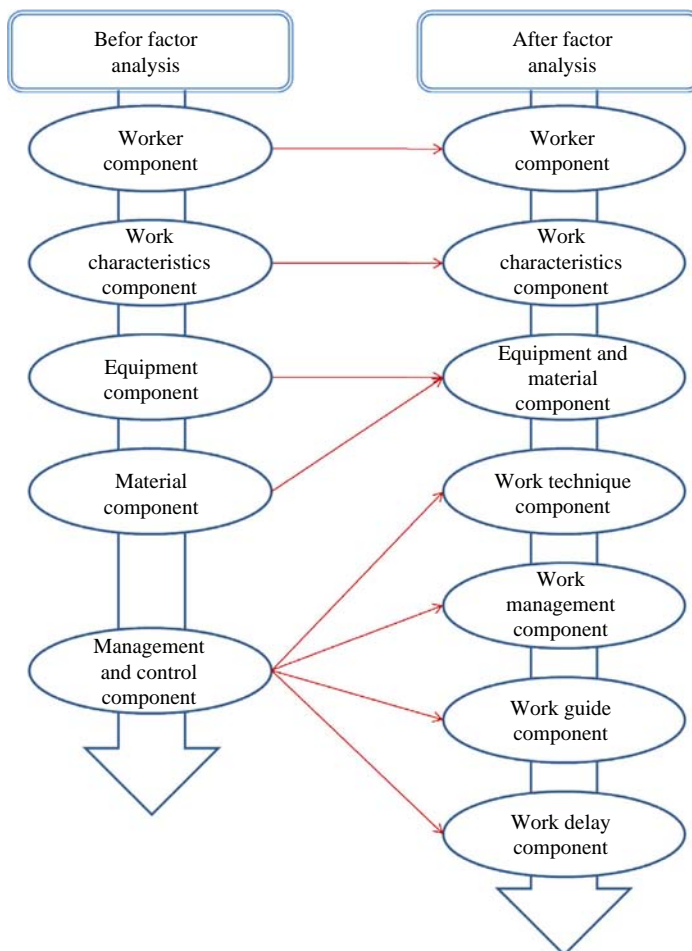 Befor factor
analysis
After factor
analysis
Worker
component
Worker
component
Work
characteristics
component
Work
characteristics
component
Equipment
component
Equipment and
material
component
Material
component
Work technique
component
Work
management
component
Management
and control
component
Work guide
component
Work delay
component